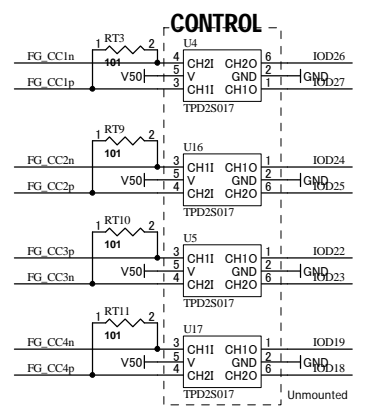 CONTROL
RT3 U4
1 2
FG_CC1n 4 CH2I CH2O 6 IOD26
101 V50 5 V GND 2 GND
FG_CC1p 3 CH1I CH1O 1 IOD27
TPD2S017
RT9 U16
1 2
FG_CC2n 3 CH1I CH1O 1 IOD24
101 V50 5 V GND 2 GND
FG_CC2p 4 CH2I CH2O 6 IOD25
TPD2S017
RT10 U5
1 2
FG_CC3n 3 CH1I CH1O 1 IOD22
101 V50 5 V GND 2 GND
FG_CC3n 4 CH2I CH2O 6 IOD23
TPD2S017
RT11 U17
1 2
FG_CC4n 3 CH1I CH1O 1 IOD19
101 V50 5 V GND 2 GND
FG_CC4p 4 CH2I CH2O 6 IOD18
TPD2S017 Unmounted